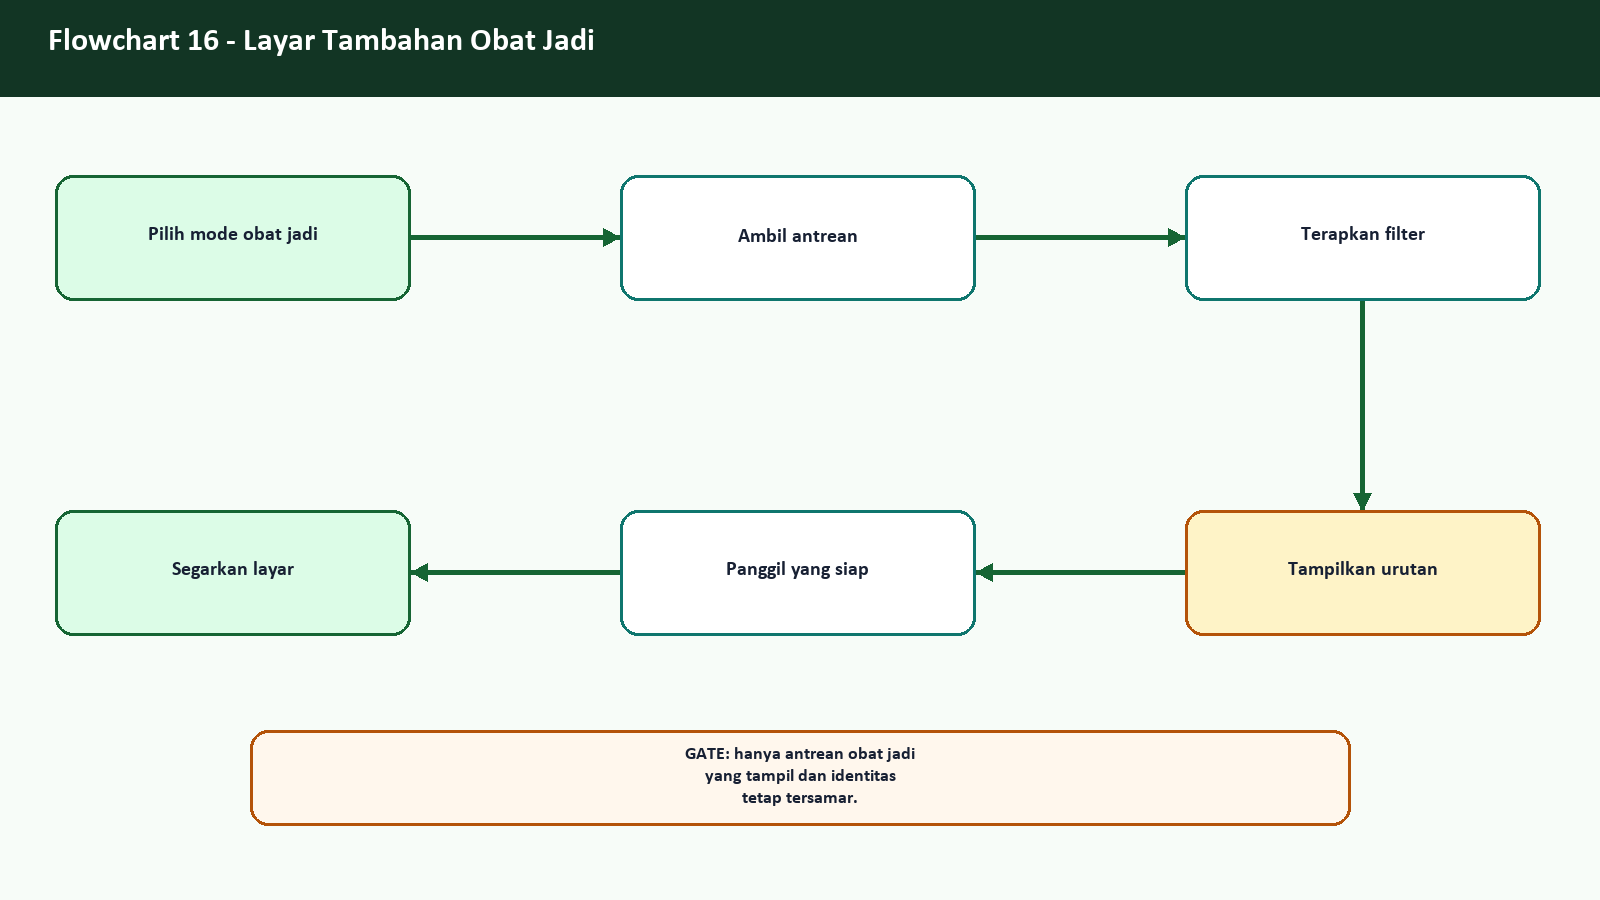 Flowchart 16 - Layar Tambahan Obat Jadi
Pilih mode obat jadi
Ambil antrean
Terapkan filter
Segarkan layar
Panggil yang siap
Tampilkan urutan
GATE: hanya antrean obat jadi
yang tampil dan identitas
tetap tersamar.